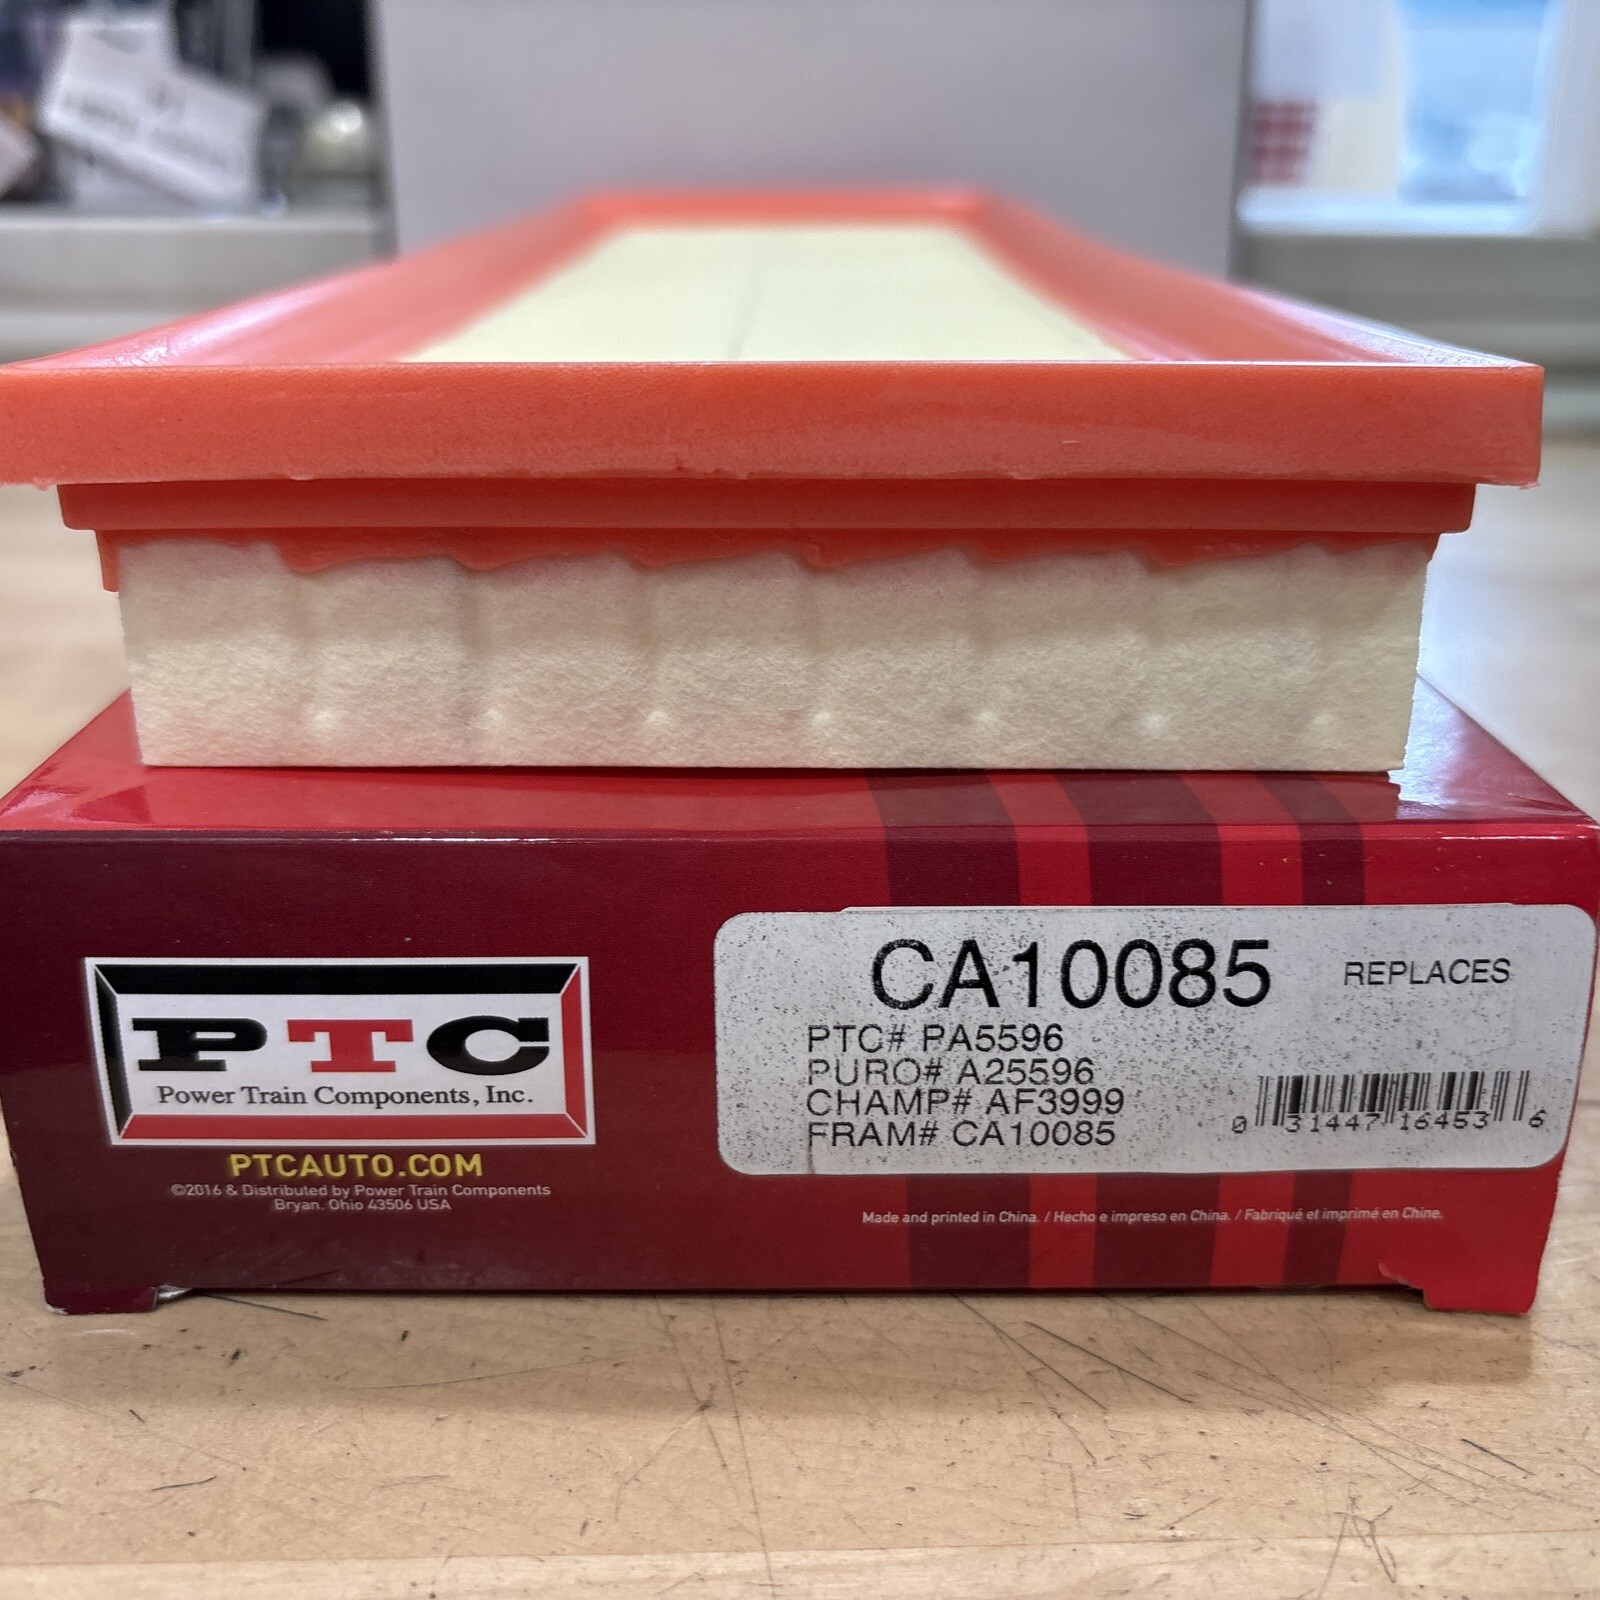 PTC
Power Train Components, Inc.
PTCAUTO.COM
©2016 & Distributed by Power Train Components
Bryan, Ohio 43506 USA
CA10085 REPLACES
PTC# PA5596
PURO# A25596
CHAMP# AF3999
FRAM# CA10085
0 31447 16453 6
Made and printed in China. / Hecho e impreso en China. / Fabriqué et imprimé en Chine.